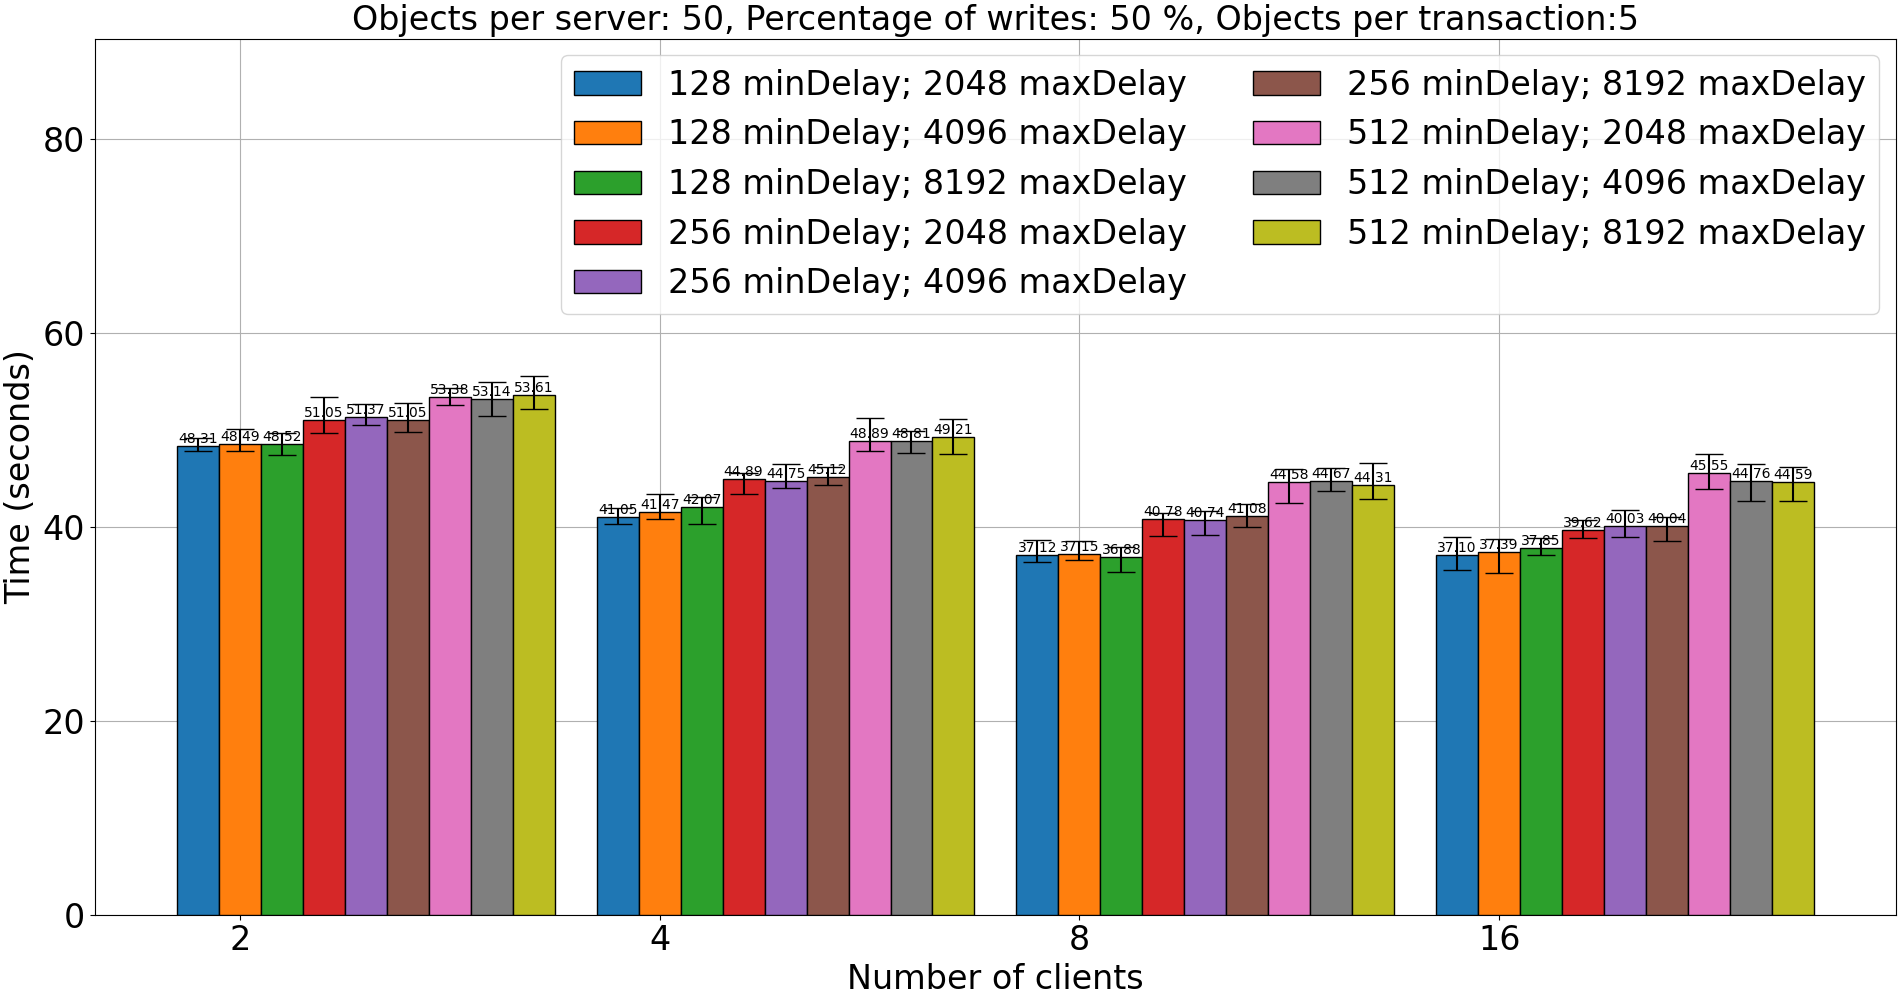 Objects per server: 50, Percentage of writes: 50 %, Objects per transaction:5
128 minDelay; 2048 maxDelay
128 minDelay; 4096 maxDelay
128 minDelay; 8192 maxDelay
256 minDelay; 2048 maxDelay
256 minDelay; 4096 maxDelay
256 minDelay; 8192 maxDelay
512 minDelay; 2048 maxDelay
512 minDelay; 4096 maxDelay
512 minDelay; 8192 maxDelay
Time (seconds)
80
60
40
20
0
48.31 48.49 48.52 51.05 51.37 51.05 53.38 53.14 53.61
41.05 41.47 42.07 44.89 44.75 45.12 48.89 48.81 49.21
37.12 37.15 36.88 40.78 40.74 41.08 44.58 44.67 44.31
37.10 37.39 37.85 39.62 40.03 40.04 45.55 44.76 44.59
2 4 8 16
Number of clients